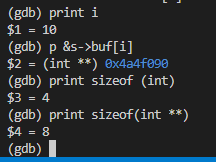 (gdb) print i
$1 = 10
(gdb) p &s->buf[i]
$2 = (int **) 0x4a4f090
(gdb) print sizeof (int)
$3 = 4
(gdb) print sizeof(int **)
$4 = 8
(gdb)